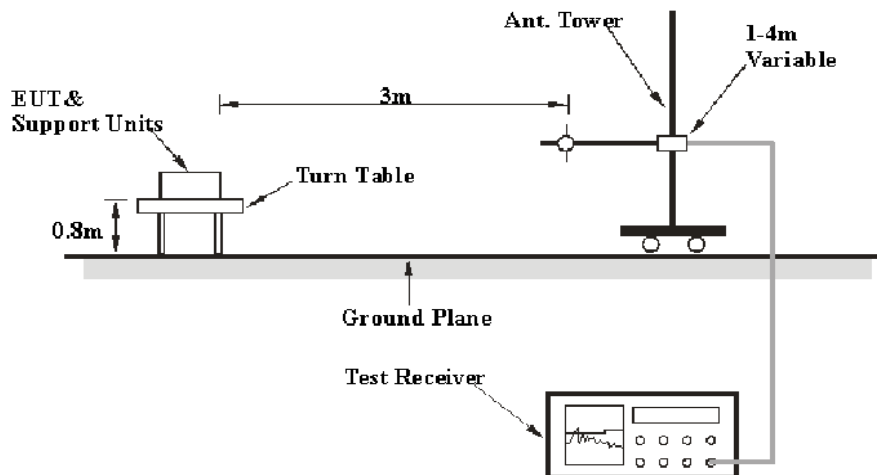 Ant. Tower
1-4m
Variable
3m
EUT&
Support Units
Turn Table
0.8m
Ground Plane
Test Receiver